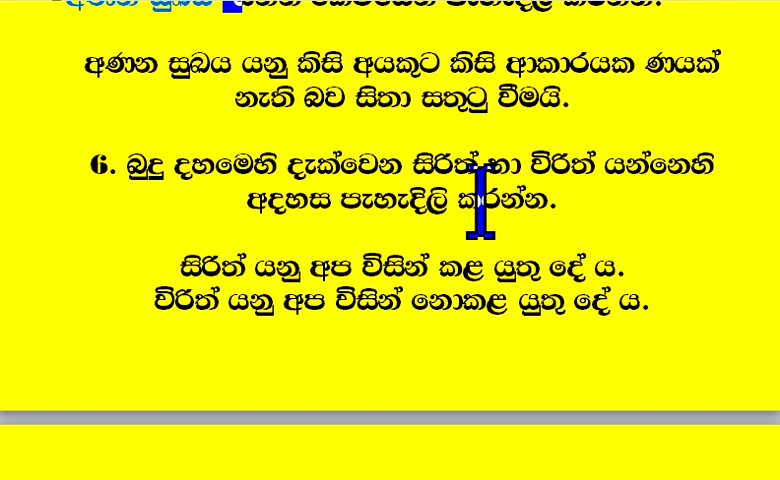 අණන සුඛය යනු කිසි අයකුට කිසි ආකාරයක ණයක්
නැති බව සිතා සතුටු වීමයි.
6. බුදු දහමෙහි දැක්වෙන සිරිත් හා විරිත් යන්නෙහි
අදහස පැහැදිලි කරන්න.
සිරිත් යනු අප විසින් කළ යුතු දේ ය.
විරිත් යනු අප විසින් නොකළ යුතු දේ ය.